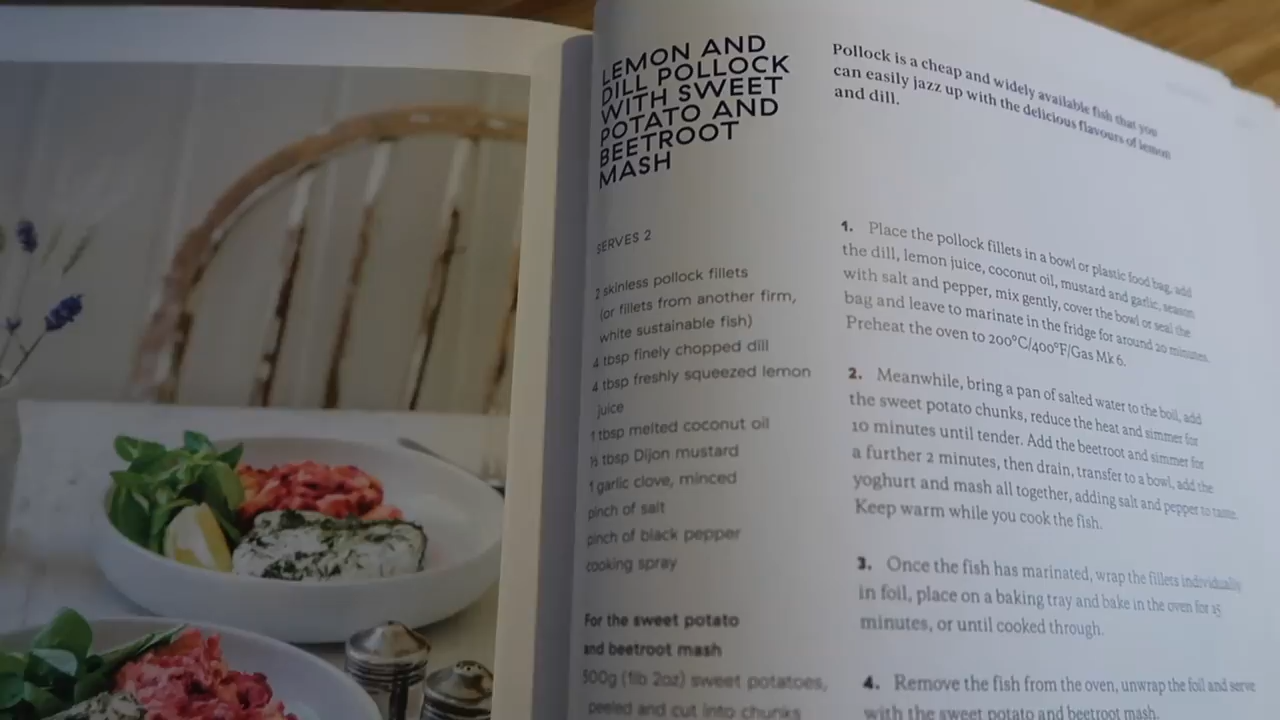 LEMON AND
DILL POLLOCK
WITH SWEET
POTATO AND
BEETROOT
MASH
Pollock is a cheap and widely available fish that you
can easily jazz up with the delicious flavours of lemon
and dill.
SERVES 2
2 skinless pollock fillets
(or fillets from another firm,
white sustainable fish)
4 tbsp finely chopped dill
4 tbsp freshly squeezed lemon
juice
1 tbsp melted coconut oil
½ tbsp Dijon mustard
1 garlic clove, minced
pinch of salt
pinch of black pepper
cooking spray
For the sweet potato
and beetroot mash
500g (1lb 2oz) sweet potatoes,
peeled and cut into chunks
1. Place the pollock fillets in a bowl or plastic food bag, add
the dill, lemon juice, coconut oil, mustard and garlic, season
with salt and pepper, mix gently, cover the bowl or seal the
bag and leave to marinate in the fridge for around 20 minutes.
Preheat the oven to 200°C/400°F/Gas Mk 6.
2. Meanwhile, bring a pan of salted water to the boil, add
the sweet potato chunks, reduce the heat and simmer for
10 minutes until tender. Add the beetroot and simmer for
a further 2 minutes, then drain, transfer to a bowl, add the
yoghurt and mash all together, adding salt and pepper to taste.
Keep warm while you cook the fish.
3. Once the fish has marinated, wrap the fillets individually
in foil, place on a baking tray and bake in the oven for 15
minutes, or until cooked through.
4. Remove the fish from the oven, unwrap the foil and serve
with the sweet potato and beetroot mash.